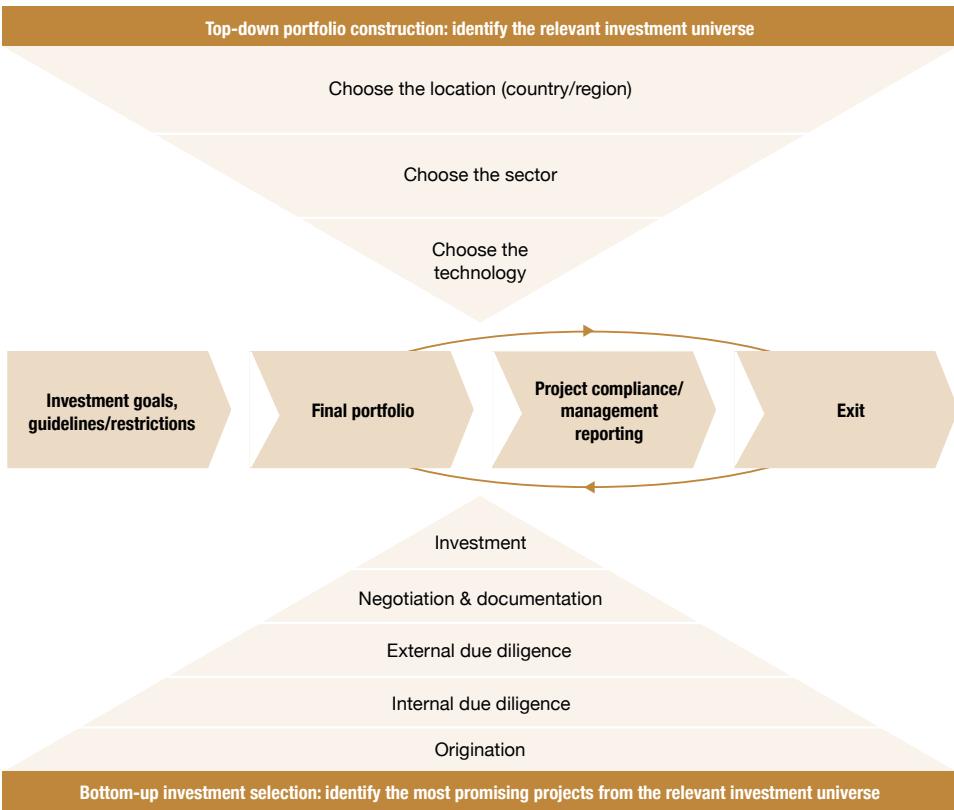 Top-down portfolio construction: identify the relevant investment universe
Choose the location (country/region)
Choose the sector
Choose the
technology
Investment goals,
guidelines/restrictions
Final portfolio
Project compliance/
management
reporting
Exit
Investment
Negotiation & documentation
External due diligence
Internal due diligence
Origination
Bottom-up investment selection: identify the most promising projects from the relevant investment universe